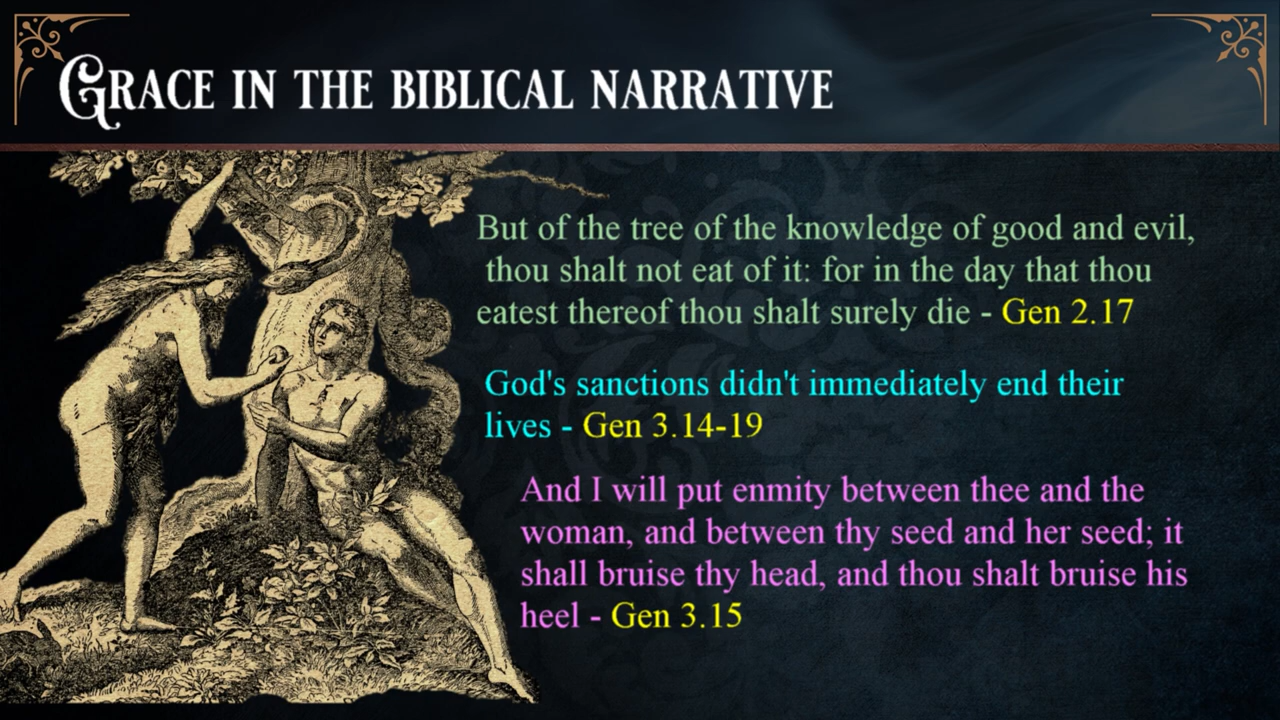 Grace in the biblical narrative
But of the tree of the knowledge of good and evil,
thou shalt not eat of it: for in the day that thou
eatest thereof thou shalt surely die - Gen 2.17
God's sanctions didn't immediately end their
lives - Gen 3.14-19
And I will put enmity between thee and the
woman, and between thy seed and her seed; it
shall bruise thy head, and thou shalt bruise his
heel - Gen 3.15